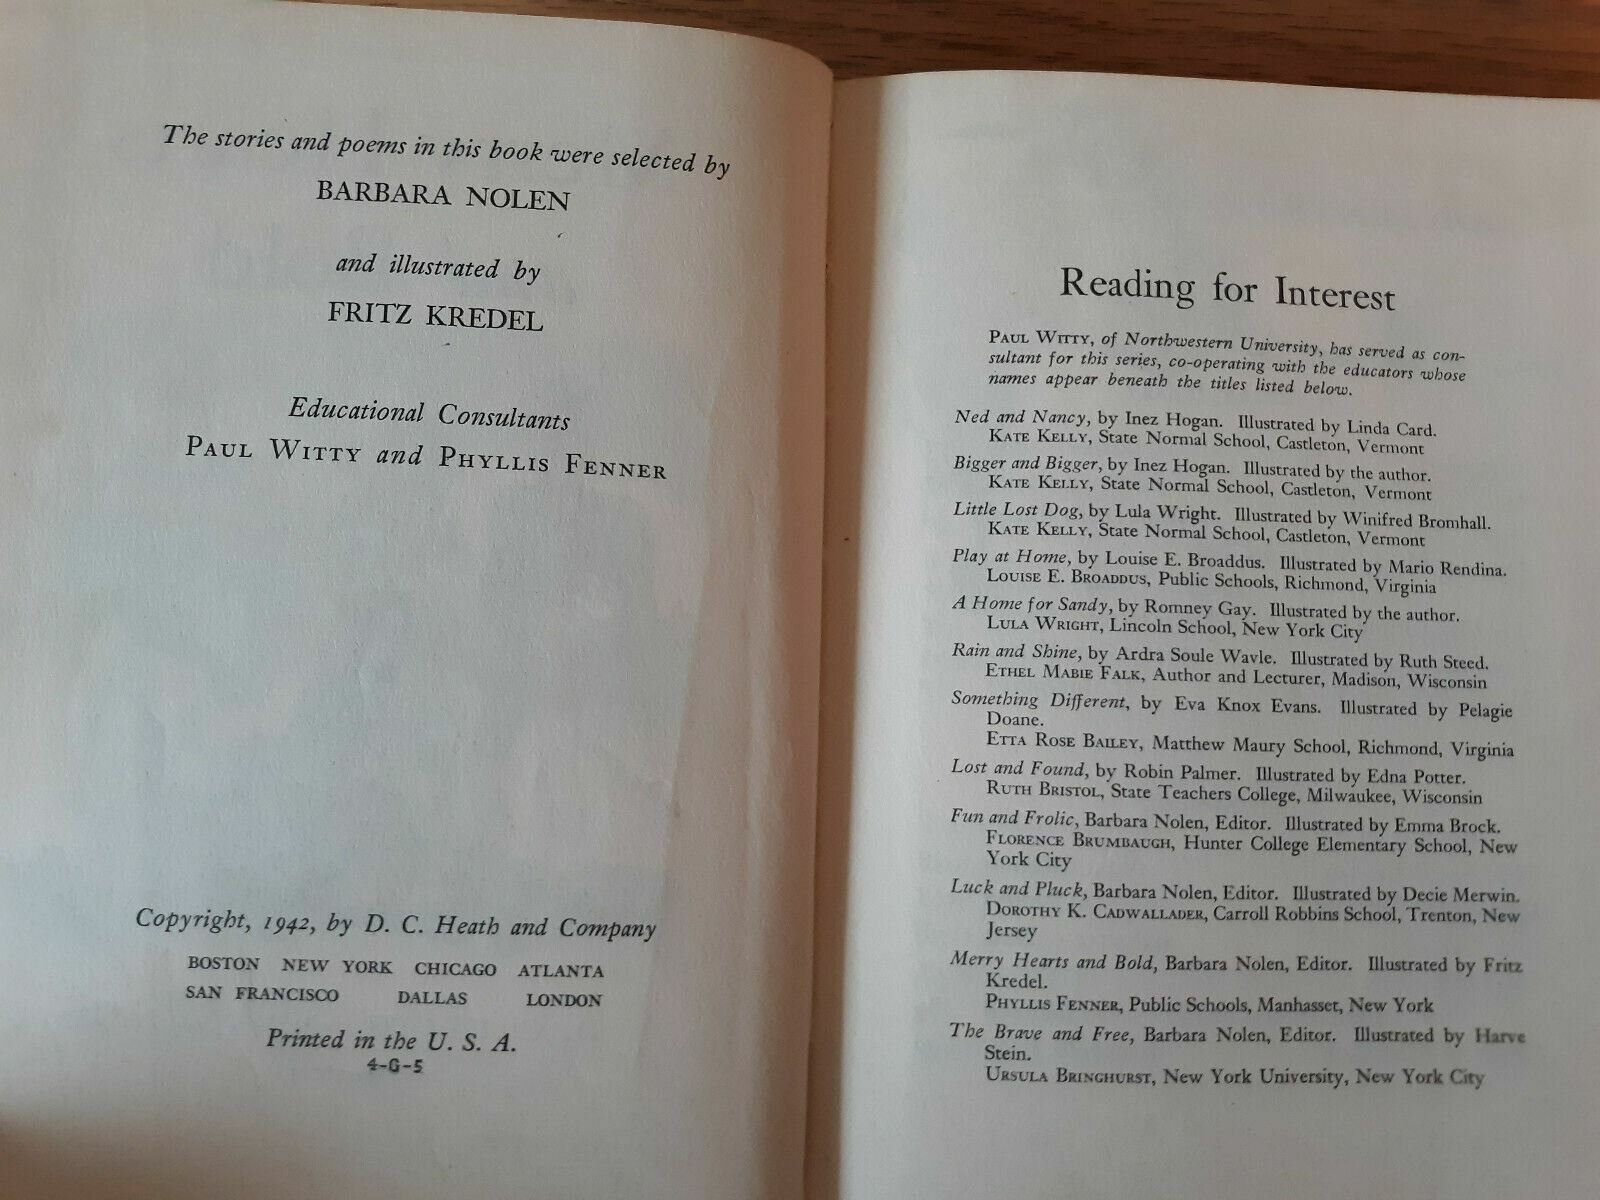 The stories and poems in this book were selected by
BARBARA NOLEN
and illustrated by
FRITZ KREDEL
Educational Consultants
PAUL WITTY and PHYLLIS FENNER
Copyright, 1942, by D. C. Heath and Company
BOSTON NEW YORK CHICAGO ATLANTA
SAN FRANCISCO DALLAS LONDON
Printed in the U. S. A.
4-G-5
Reading for Interest
PAUL WITTY, of Northwestern University, has served as con-
sultant for this series, co-operating with the educators whose
names appear beneath the titles listed below.
Ned and Nancy, by Inez Hogan. Illustrated by Linda Card.
KATE KELLY, State Normal School, Castleton, Vermont
Bigger and Bigger, by Inez Hogan. Illustrated by the author.
KATE KELLY, State Normal School, Castleton, Vermont
Little Lost Dog, by Lula Wright. Illustrated by Winifred Bromhall.
KATE KELLY, State Normal School, Castleton, Vermont
Play at Home, by Louise E. Broaddus. Illustrated by Mario Rendina.
LOUISE E. BROADDUS, Public Schools, Richmond, Virginia
A Home for Sandy, by Romney Gay. Illustrated by the author.
LULA WRIGHT, Lincoln School, New York City
Rain and Shine, by Ardra Soule Wavle. Illustrated by Ruth Steed.
ETHEL MABIE FALK, Author and Lecturer, Madison, Wisconsin
Something Different, by Eva Knox Evans. Illustrated by Pelagie
Doane.
ETTA ROSE BAILEY, Matthew Maury School, Richmond, Virginia
Lost and Found, by Robin Palmer. Illustrated by Edna Potter.
RUTH BRISTOL, State Teachers College, Milwaukee, Wisconsin
Fun and Frolic, Barbara Nolen, Editor. Illustrated by Emma Brock.
FLORENCE BRUMBAUGH, Hunter College Elementary School, New
York City
Luck and Pluck, Barbara Nolen, Editor. Illustrated by Decie Merwin.
DOROTHY K. CADWALLADER, Carroll Robbins School, Trenton, New
Jersey
Merry Hearts and Bold, Barbara Nolen, Editor. Illustrated by Fritz
Kredel.
PHYLLIS FENNER, Public Schools, Manhasset, New York
The Brave and Free, Barbara Nolen, Editor. Illustrated by Harve
Stein.
URSULA BRINGHURST, New York University, New York City